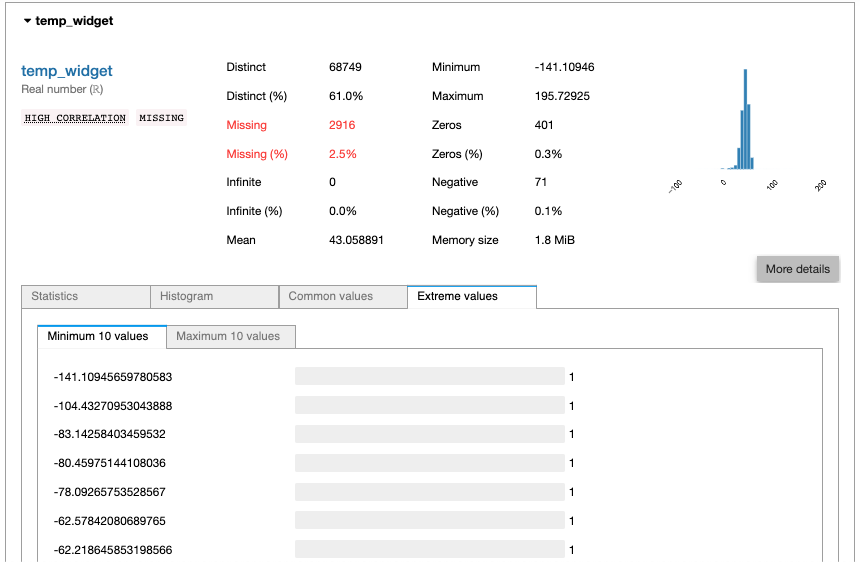 temp_widget
temp_widget
Real number (ℝ)
HIGH CORRELATION MISSING
Distinct 68749
Distinct (%) 61.0%
Missing 2916
Missing (%) 2.5%
Infinite 0
Infinite (%) 0.0%
Mean 43.058891
Minimum -141.10946
Maximum 195.72925
Zeros 401
Zeros (%) 0.3%
Negative 71
Negative (%) 0.1%
Memory size 1.8 MiB
−100 0 100 200
More details
Statistics Histogram Common values Extreme values
Minimum 10 values Maximum 10 values
-141.10945659780583 1
-104.43270953043888 1
-83.14258403459532 1
-80.45975144108036 1
-78.09265753528567 1
-62.57842080689765 1
-62.218645853198566 1